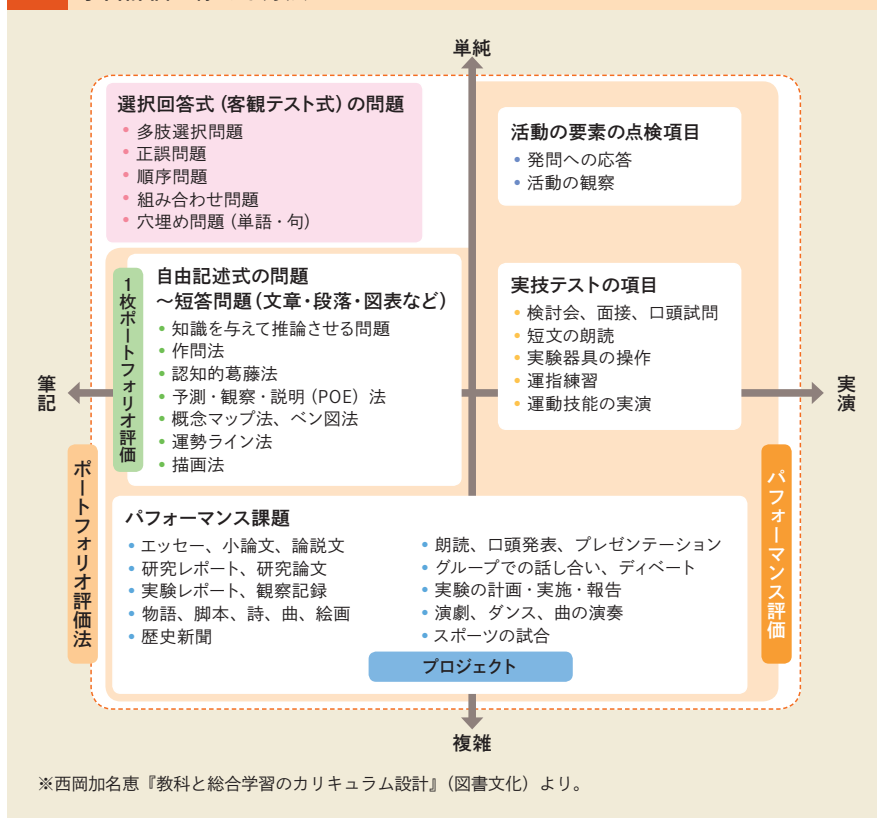 単純
選択回答式（客観テスト式）の問題
• 多肢選択問題
• 正誤問題
• 順序問題
• 組み合わせ問題
• 穴埋め問題（単語・句）
活動の要素の点検項目
• 発問への応答
• 活動の観察
1枚ポートフォリオ評価
自由記述式の問題
～短答問題（文章・段落・図表など）
• 知識を与えて推論させる問題
• 作問法
• 認知的葛藤法
• 予測・観察・説明（POE）法
• 概念マップ法、ベン図法
• 運勢ライン法
• 描画法
実技テストの項目
• 検討会、面接、口頭試問
• 短文の朗読
• 実験器具の操作
• 運指練習
• 運動技能の実演
筆記
実演
ポートフォリオ評価法
パフォーマンス評価
パフォーマンス課題
• エッセー、小論文、論説文
• 研究レポート、研究論文
• 実験レポート、観察記録
• 物語、脚本、詩、曲、絵画
• 歴史新聞
• 朗読、口頭発表、プレゼンテーション
• グループでの話し合い、ディベート
• 実験の計画・実施・報告
• 演劇、ダンス、曲の演奏
• スポーツの試合
プロジェクト
複雑
※西岡加名恵『教科と総合学習のカリキュラム設計』（図書文化）より。